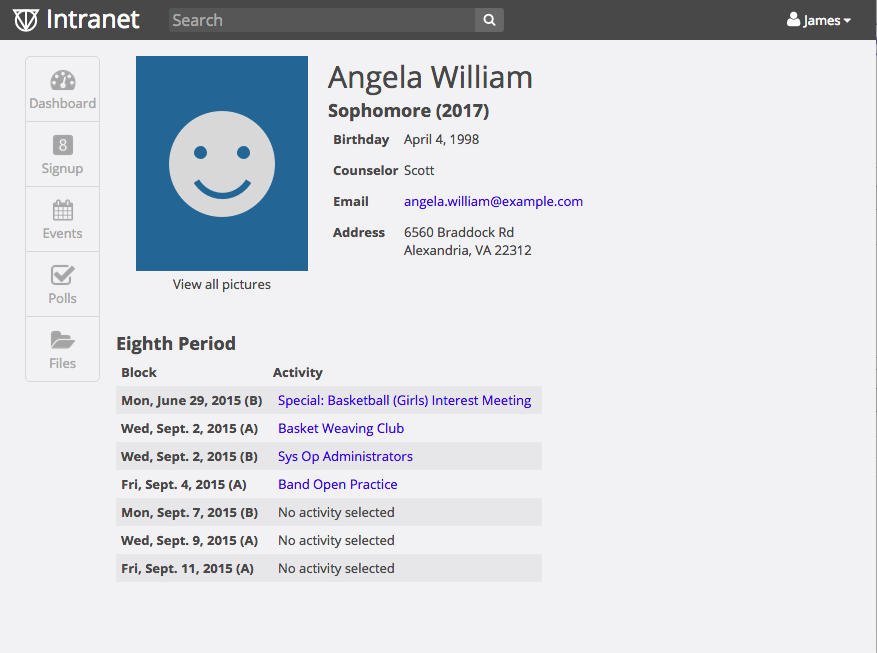 Intranet
Search
James
Dashboard
8
Signup
Events
Polls
Files
View all pictures
Angela William
Sophomore (2017)
Birthday April 4, 1998
Counselor Scott
Email angela.william@example.com
Address 6560 Braddock Rd
Alexandria, VA 22312
Eighth Period
Block Activity
Mon, June 29, 2015 (B) Special: Basketball (Girls) Interest Meeting
Wed, Sept. 2, 2015 (A) Basket Weaving Club
Wed, Sept. 2, 2015 (B) Sys Op Administrators
Fri, Sept. 4, 2015 (A) Band Open Practice
Mon, Sept. 7, 2015 (B) No activity selected
Wed, Sept. 9, 2015 (A) No activity selected
Fri, Sept. 11, 2015 (A) No activity selected